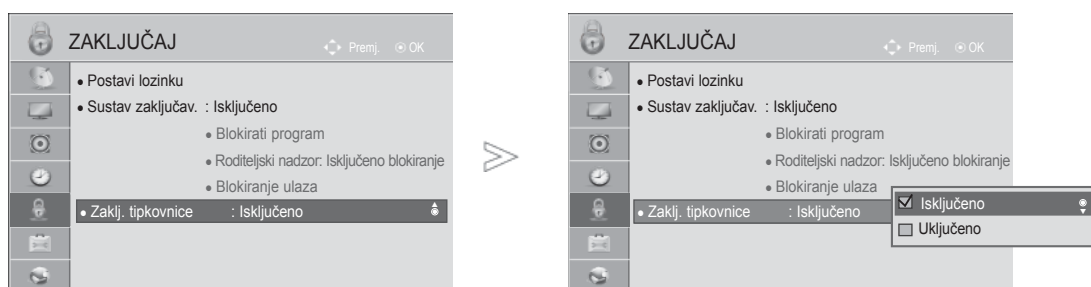 ZAKLJUČAJ
Premj. OK
• Postavi lozinku
• Sustav zaključav. : Isključeno
• Blokirati program
• Roditeljski nadzor: Isključeno blokiranje
• Blokiranje ulaza
• Zaklj. tipkovnice : Isključeno
ZAKLJUČAJ
Premj. OK
• Postavi lozinku
• Sustav zaključav. : Isključeno
• Blokirati program
• Roditeljski nadzor: Isključeno blokiranje
• Blokiranje ulaza
• Zaklj. tipkovnice : Isključeno
Isključeno
Uključeno